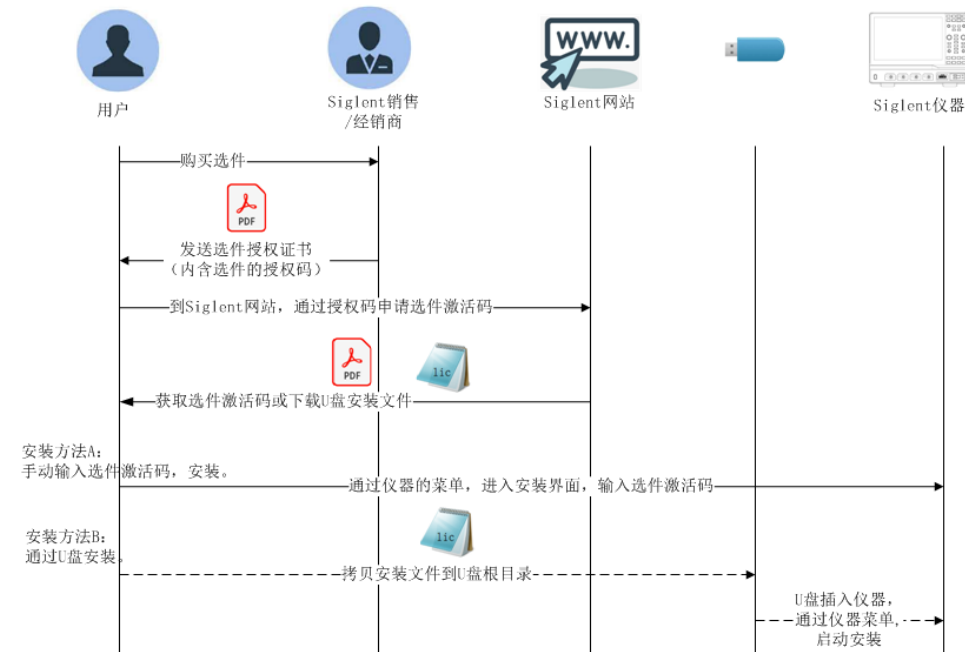 WWW.
用户
Siglent销售
/经销商
Siglent网站
Siglent仪器
购买选件
PDF
发送选件授权证书
（内含选件的授权码）
到Siglent网站，通过授权码申请选件激活码
PDF
lic
获取选件激活码或下载U盘安装文件
安装方法A：
手动输入选件激活码，安装。
通过仪器的菜单，进入安装界面，输入选件激活码
安装方法B：
通过U盘安装。
lic
拷贝安装文件到U盘根目录
U盘插入仪器，
通过仪器菜单，
启动安装